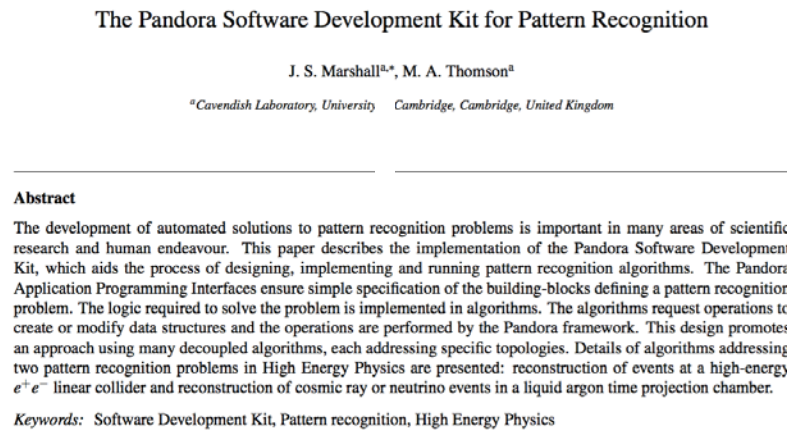 The Pandora Software Development Kit for Pattern Recognition
J. S. Marshallᵃ,*, M. A. Thomsonᵃ
ᵃCavendish Laboratory, University Cambridge, Cambridge, United Kingdom
Abstract
The development of automated solutions to pattern recognition problems is important in many areas of scientific
research and human endeavour. This paper describes the implementation of the Pandora Software Development
Kit, which aids the process of designing, implementing and running pattern recognition algorithms. The Pandora
Application Programming Interfaces ensure simple specification of the building-blocks defining a pattern recognition
problem. The logic required to solve the problem is implemented in algorithms. The algorithms request operations to
create or modify data structures and the operations are performed by the Pandora framework. This design promotes
an approach using many decoupled algorithms, each addressing specific topologies. Details of algorithms addressing
two pattern recognition problems in High Energy Physics are presented: reconstruction of events at a high-energy
e⁺e⁻ linear collider and reconstruction of cosmic ray or neutrino events in a liquid argon time projection chamber.
Keywords: Software Development Kit, Pattern recognition, High Energy Physics